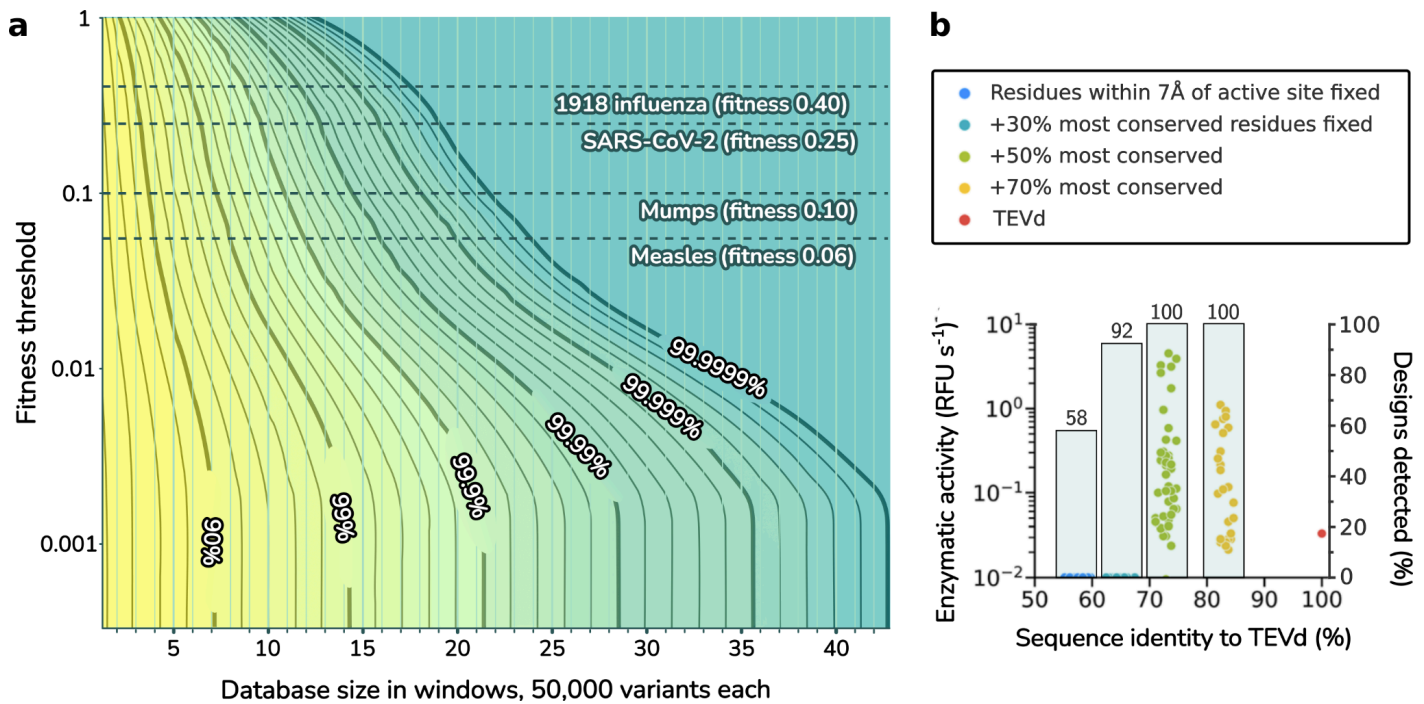 a
Fitness threshold
1
0.1
0.01
0.001
1918 influenza (fitness 0.40)
SARS-CoV-2 (fitness 0.25)
Mumps (fitness 0.10)
Measles (fitness 0.06)
90%
99%
99.9%
99.99%
99.999%
99.9999%
5 10 15 20 25 30 35 40
Database size in windows, 50,000 variants each
b
Residues within 7Å of active site fixed
+30% most conserved residues fixed
+50% most conserved
+70% most conserved
TEVd
Enzymatic activity (RFU s⁻¹)
10¹
10⁰
10⁻¹
10⁻²
58
92
100
100
100
80
60
40
20
0
Designs detected (%)
50 60 70 80 90 100
Sequence identity to TEVd (%)